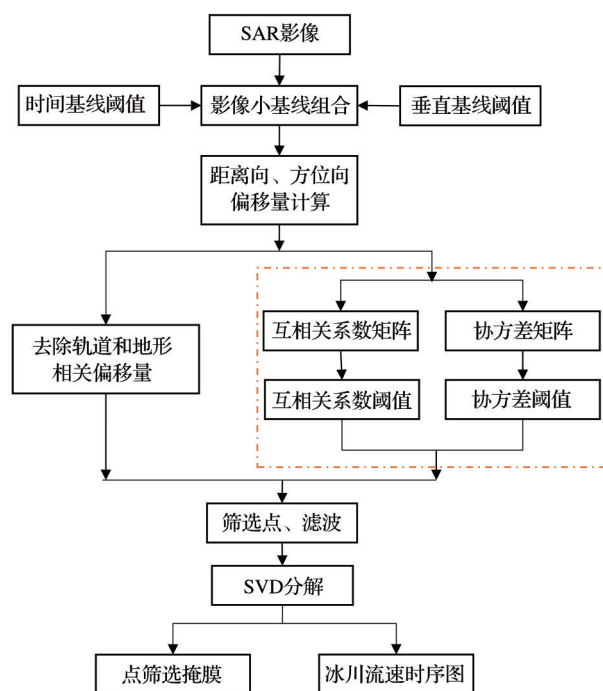 SAR影像
时间基线阈值
影像小基线组合
垂直基线阈值
距离向、方位向
偏移量计算
去除轨道和地形
相关偏移量
互相关系数矩阵
协方差矩阵
互相关系数阈值
协方差阈值
筛选点、滤波
SVD分解
点筛选掩膜
冰川流速时序图